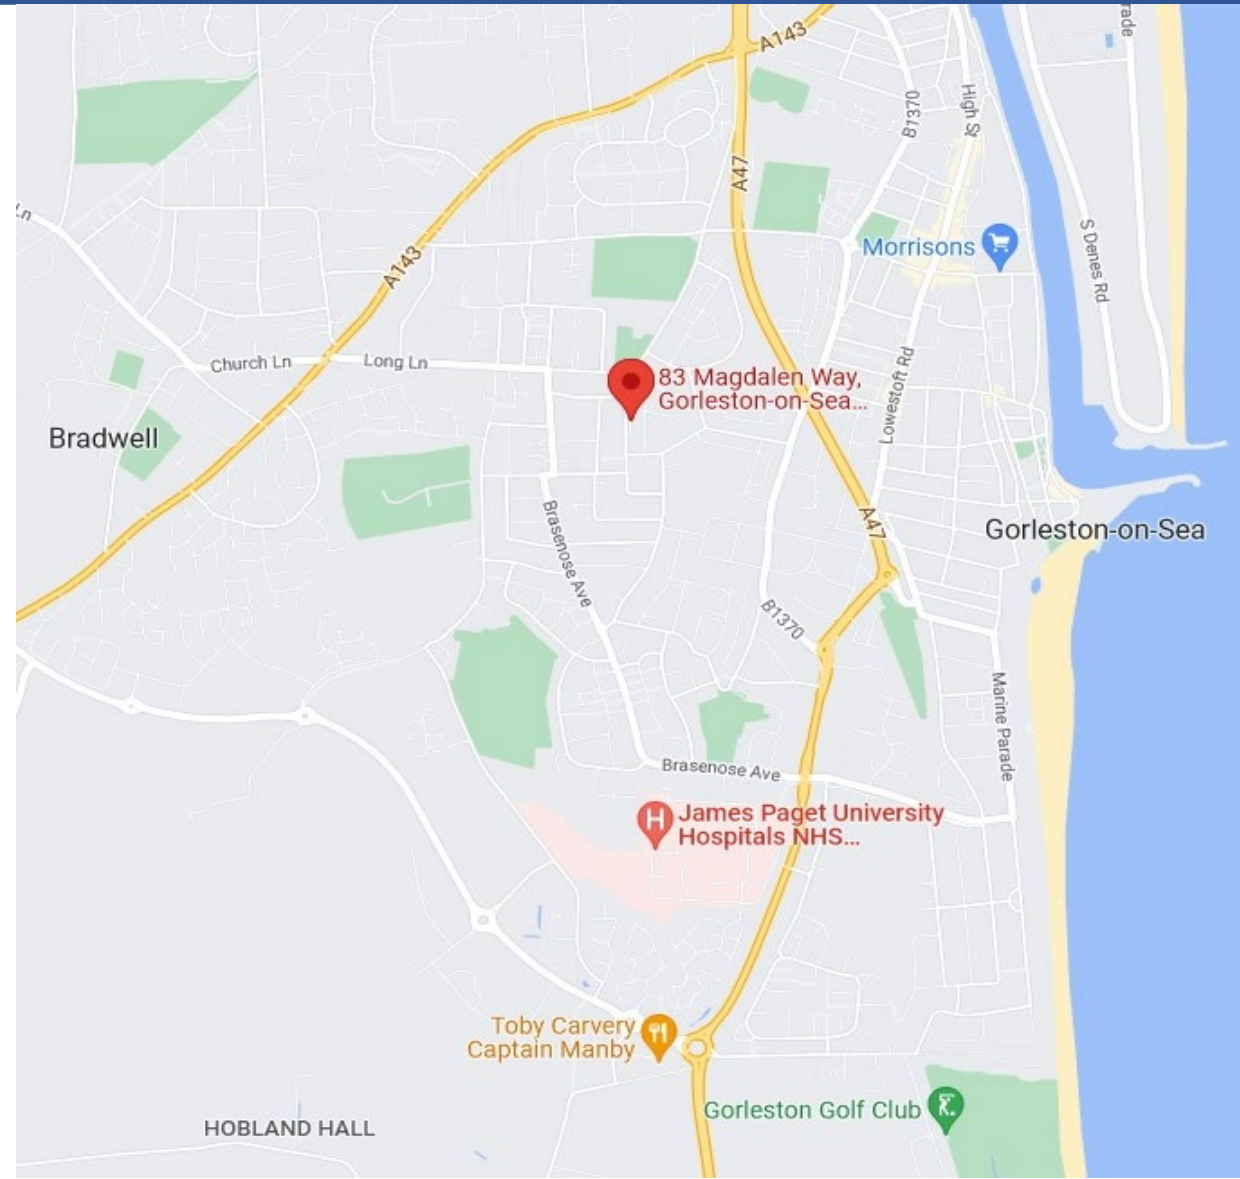 A143
rade
High St
B1370
A47
Ln
Morrisons
S Denes Rd
A143
Church Ln
Long Ln
83 Magdalen Way,
Gorleston-on-Sea...
Lowestoft Rd
Bradwell
Brasenose Ave
A47
Gorleston-on-Sea
B1370
Marine Parade
Brasenose Ave
H
James Paget University
Hospitals NHS...
Toby Carvery
Captain Manby
Gorleston Golf Club
HOBLAND HALL